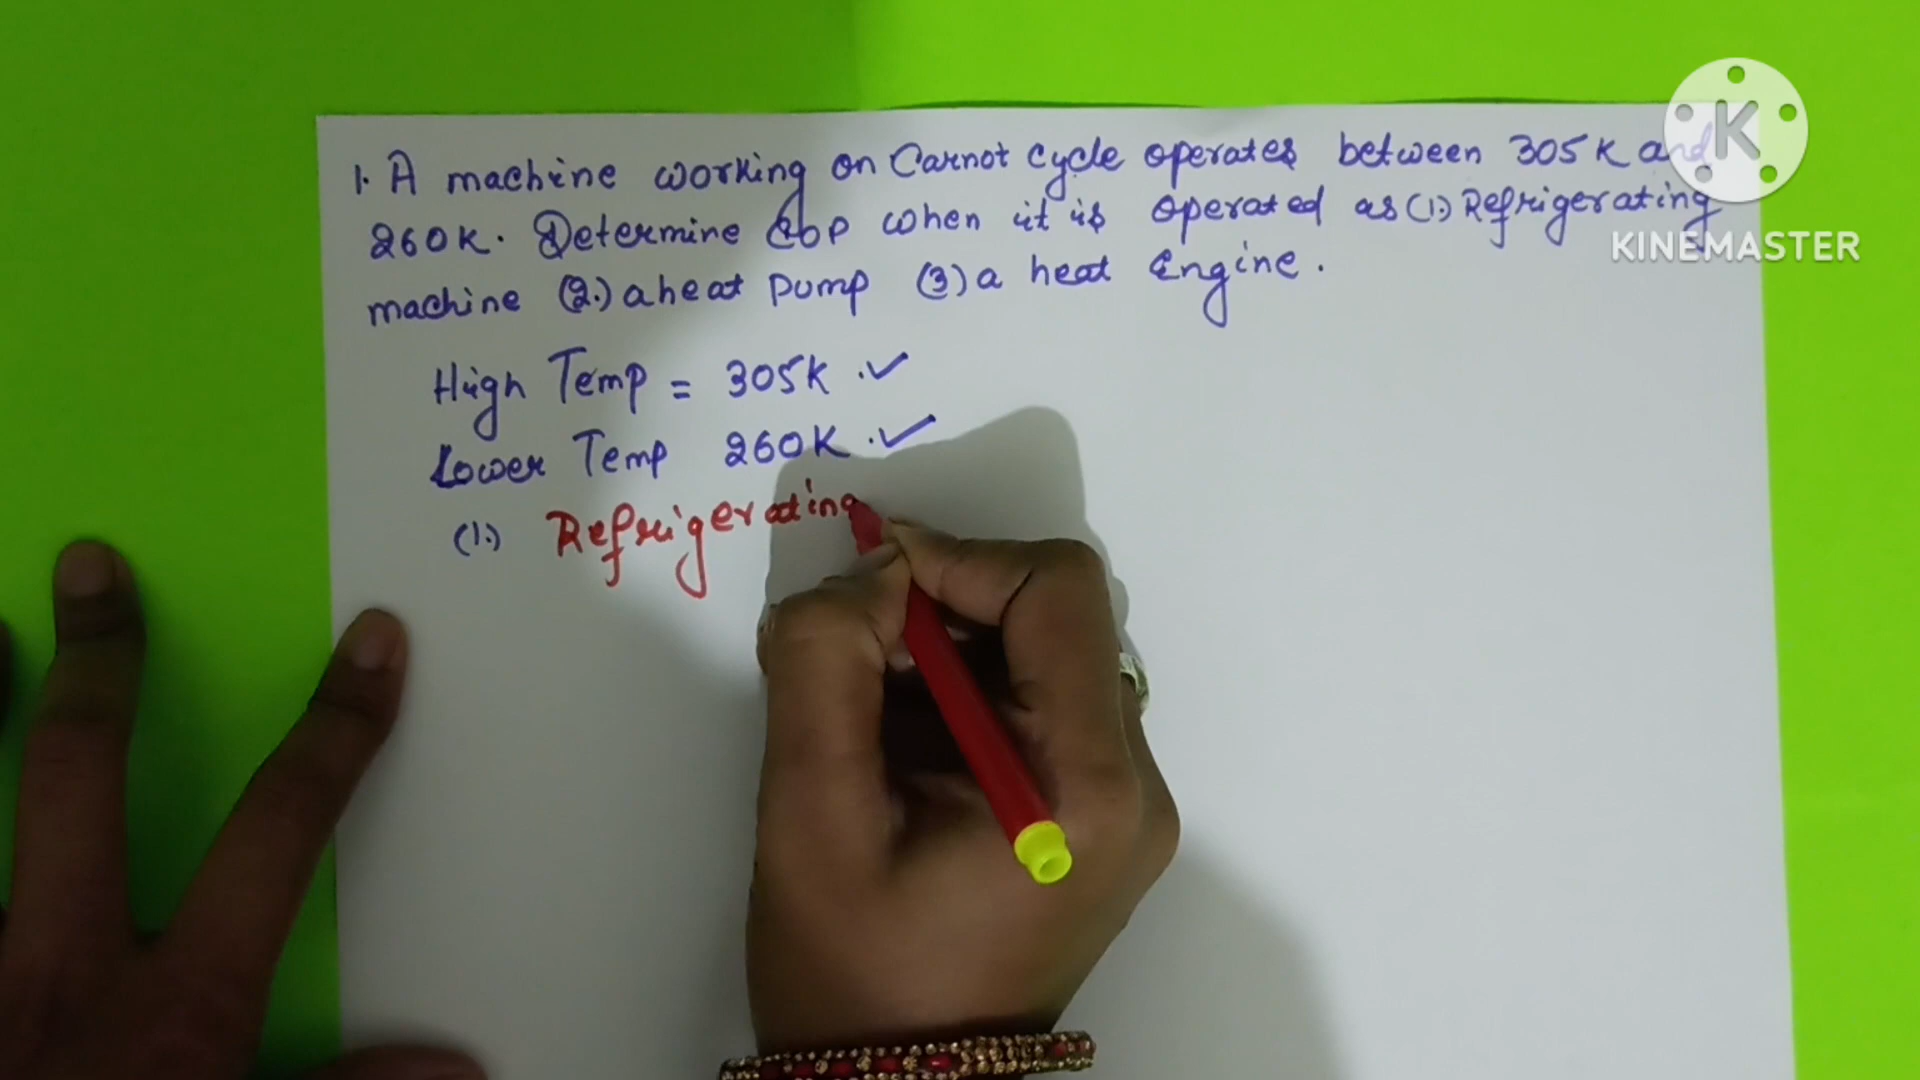 1. A machine working on Carnot cycle operates between 305K and
260K. Determine COP when it is operated as (1.) Refrigerating
machine (2.) a heat pump (3) a heat Engine.
High Temp = 305K.
Lower Temp 260K.
(1.) Refrigerating
K
KINEMASTER